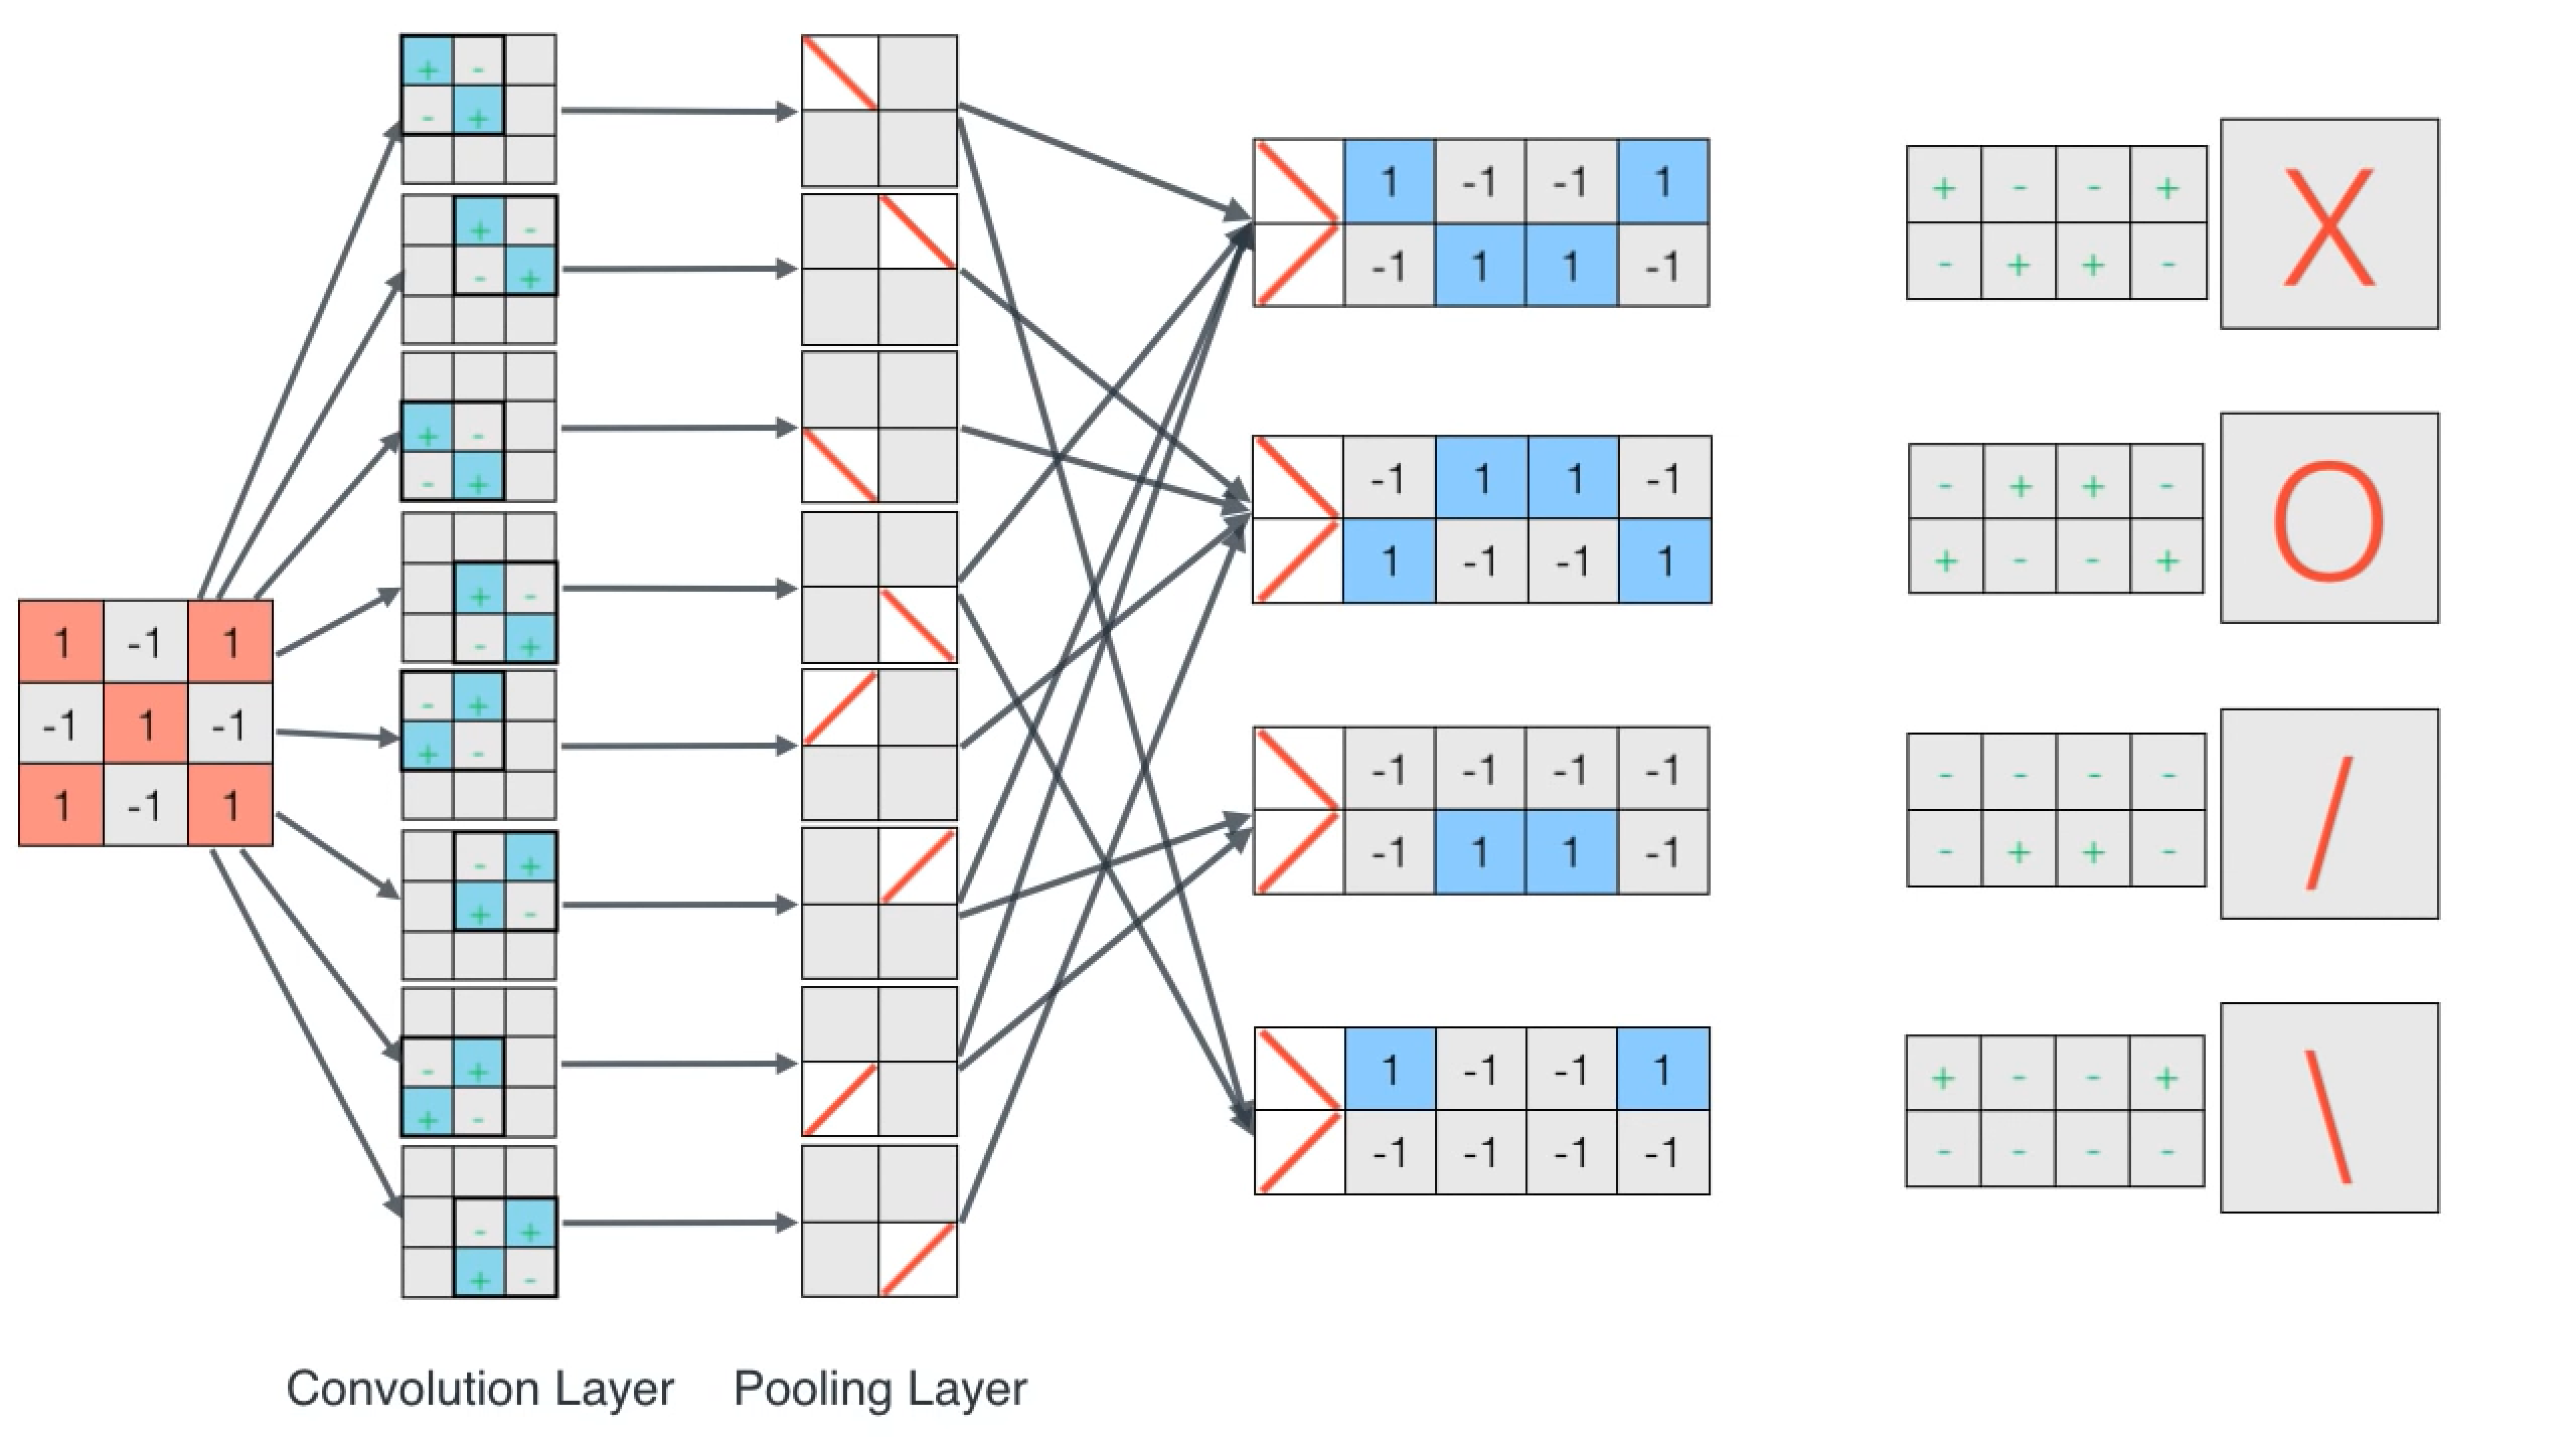 + -
- +
+ -
- +
+ -
- +
+ -
- +
- +
+ -
- +
+ -
- +
+ -
- +
+ -
1 -1 1
-1 1 -1
1 -1 1
1 -1 -1 1
-1 1 1 -1
-1 1 1 -1
1 -1 -1 1
-1 -1 -1 -1
-1 1 1 -1
1 -1 -1 1
-1 -1 -1 -1
+ - - +
- + + -
X
- + + -
+ - - +
O
- - - -
- + + -
/
+ - - +
- - - -
\
Convolution Layer
Pooling Layer